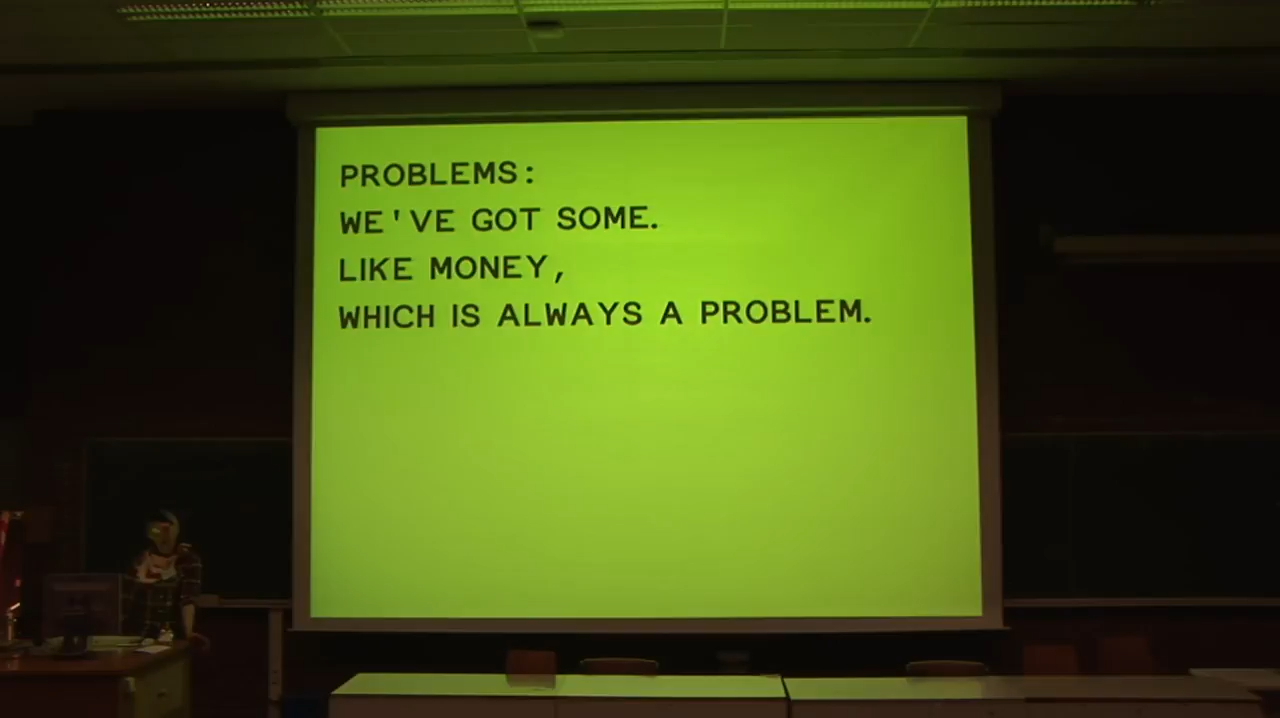 PROBLEMS:
WE'VE GOT SOME.
LIKE MONEY,
WHICH IS ALWAYS A PROBLEM.